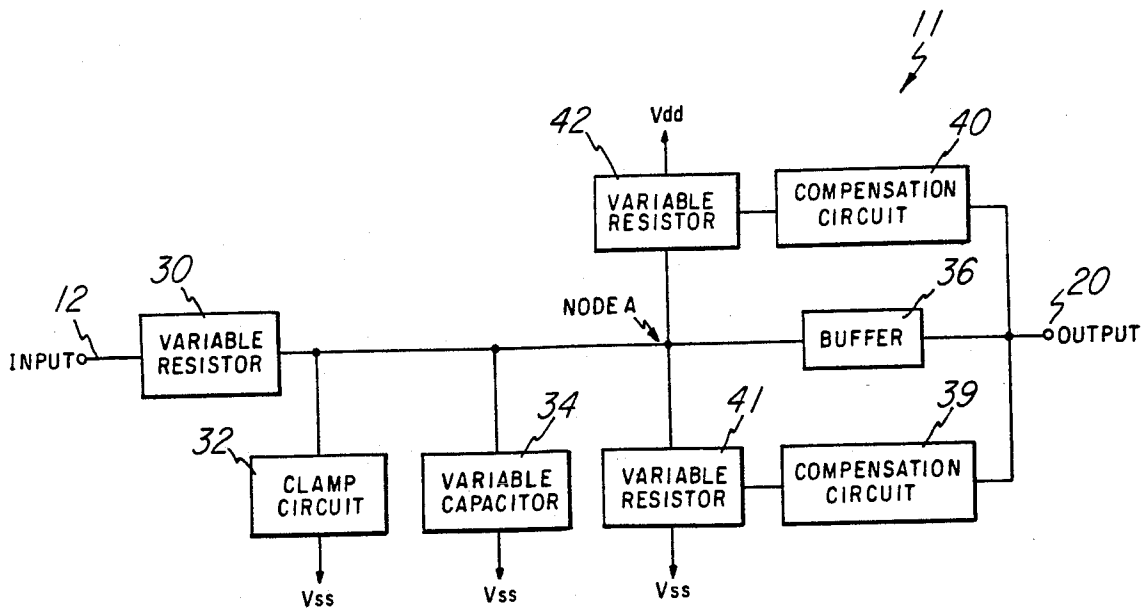 11
Vdd
42
40
VARIABLE
RESISTOR
COMPENSATION
CIRCUIT
30
36
20
12
NODE A
INPUT
VARIABLE
RESISTOR
BUFFER
OUTPUT
32
34
41
39
CLAMP
CIRCUIT
VARIABLE
CAPACITOR
VARIABLE
RESISTOR
COMPENSATION
CIRCUIT
Vss
Vss
Vss